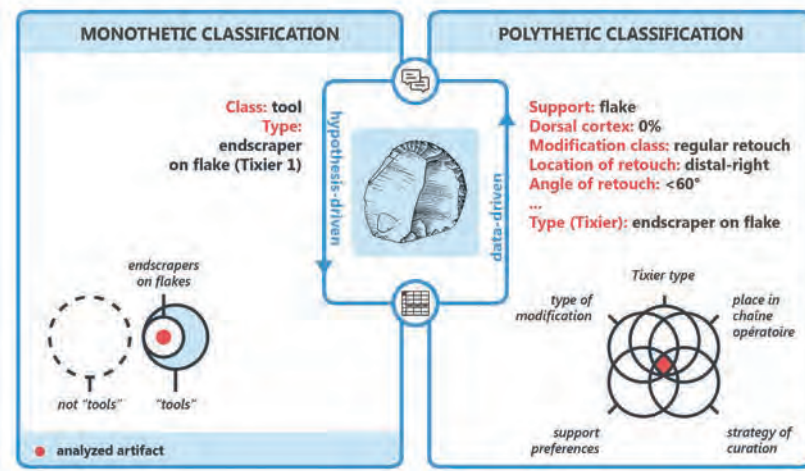 MONOTHETIC CLASSIFICATION
Class: tool
Type:
endscraper
on flake (Tixier 1)
hypothesis-driven
endscrapers
on flakes
not "tools"
"tools"
analyzed artifact
POLYTHETIC CLASSIFICATION
Support: flake
Dorsal cortex: 0%
Modification class: regular retouch
Location of retouch: distal-right
Angle of retouch: <60°
...
Type (Tixier): endscraper on flake
data-driven
Tixier type
type of
modification
place in
chaîne
opératoire
support
preferences
strategy of
curation